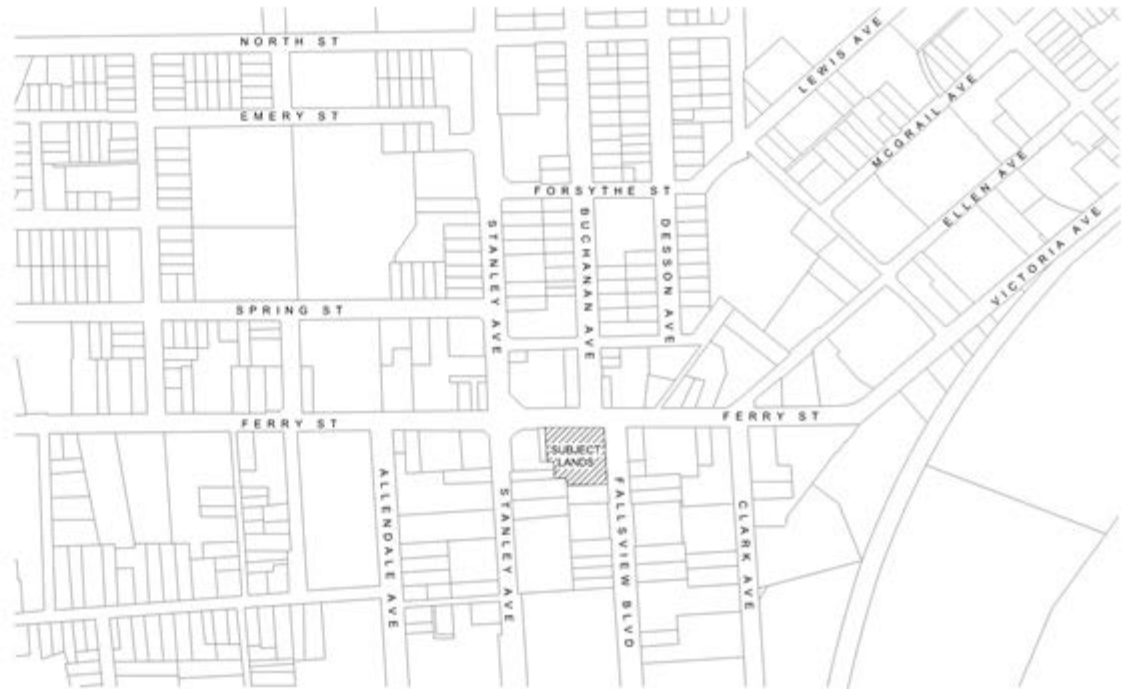 NORTH ST
LEWIS AVE
EMERY ST
MCGRAIL AVE
FORSYTHE ST
ELLEN AVE
STANLEY AVE
BUCHANAN AVE
DESSON AVE
VICTORIA AVE
SPRING ST
FERRY ST
FERRY ST
SUBJECT
LANDS
ALLENDALE AVE
STANLEY AVE
FALLSVIEW BLVD
CLARK AVE